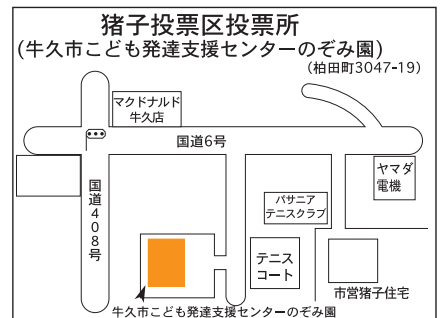 猪子投票区投票所
(牛久市こども発達支援センターのぞみ園)
(柏田町3047-19)
マクドナルド
牛久店
国道6号
ヤマダ
電機
国道408号
パサニア
テニスクラブ
テニス
コート
市営猪子住宅
牛久市こども発達支援センターのぞみ園